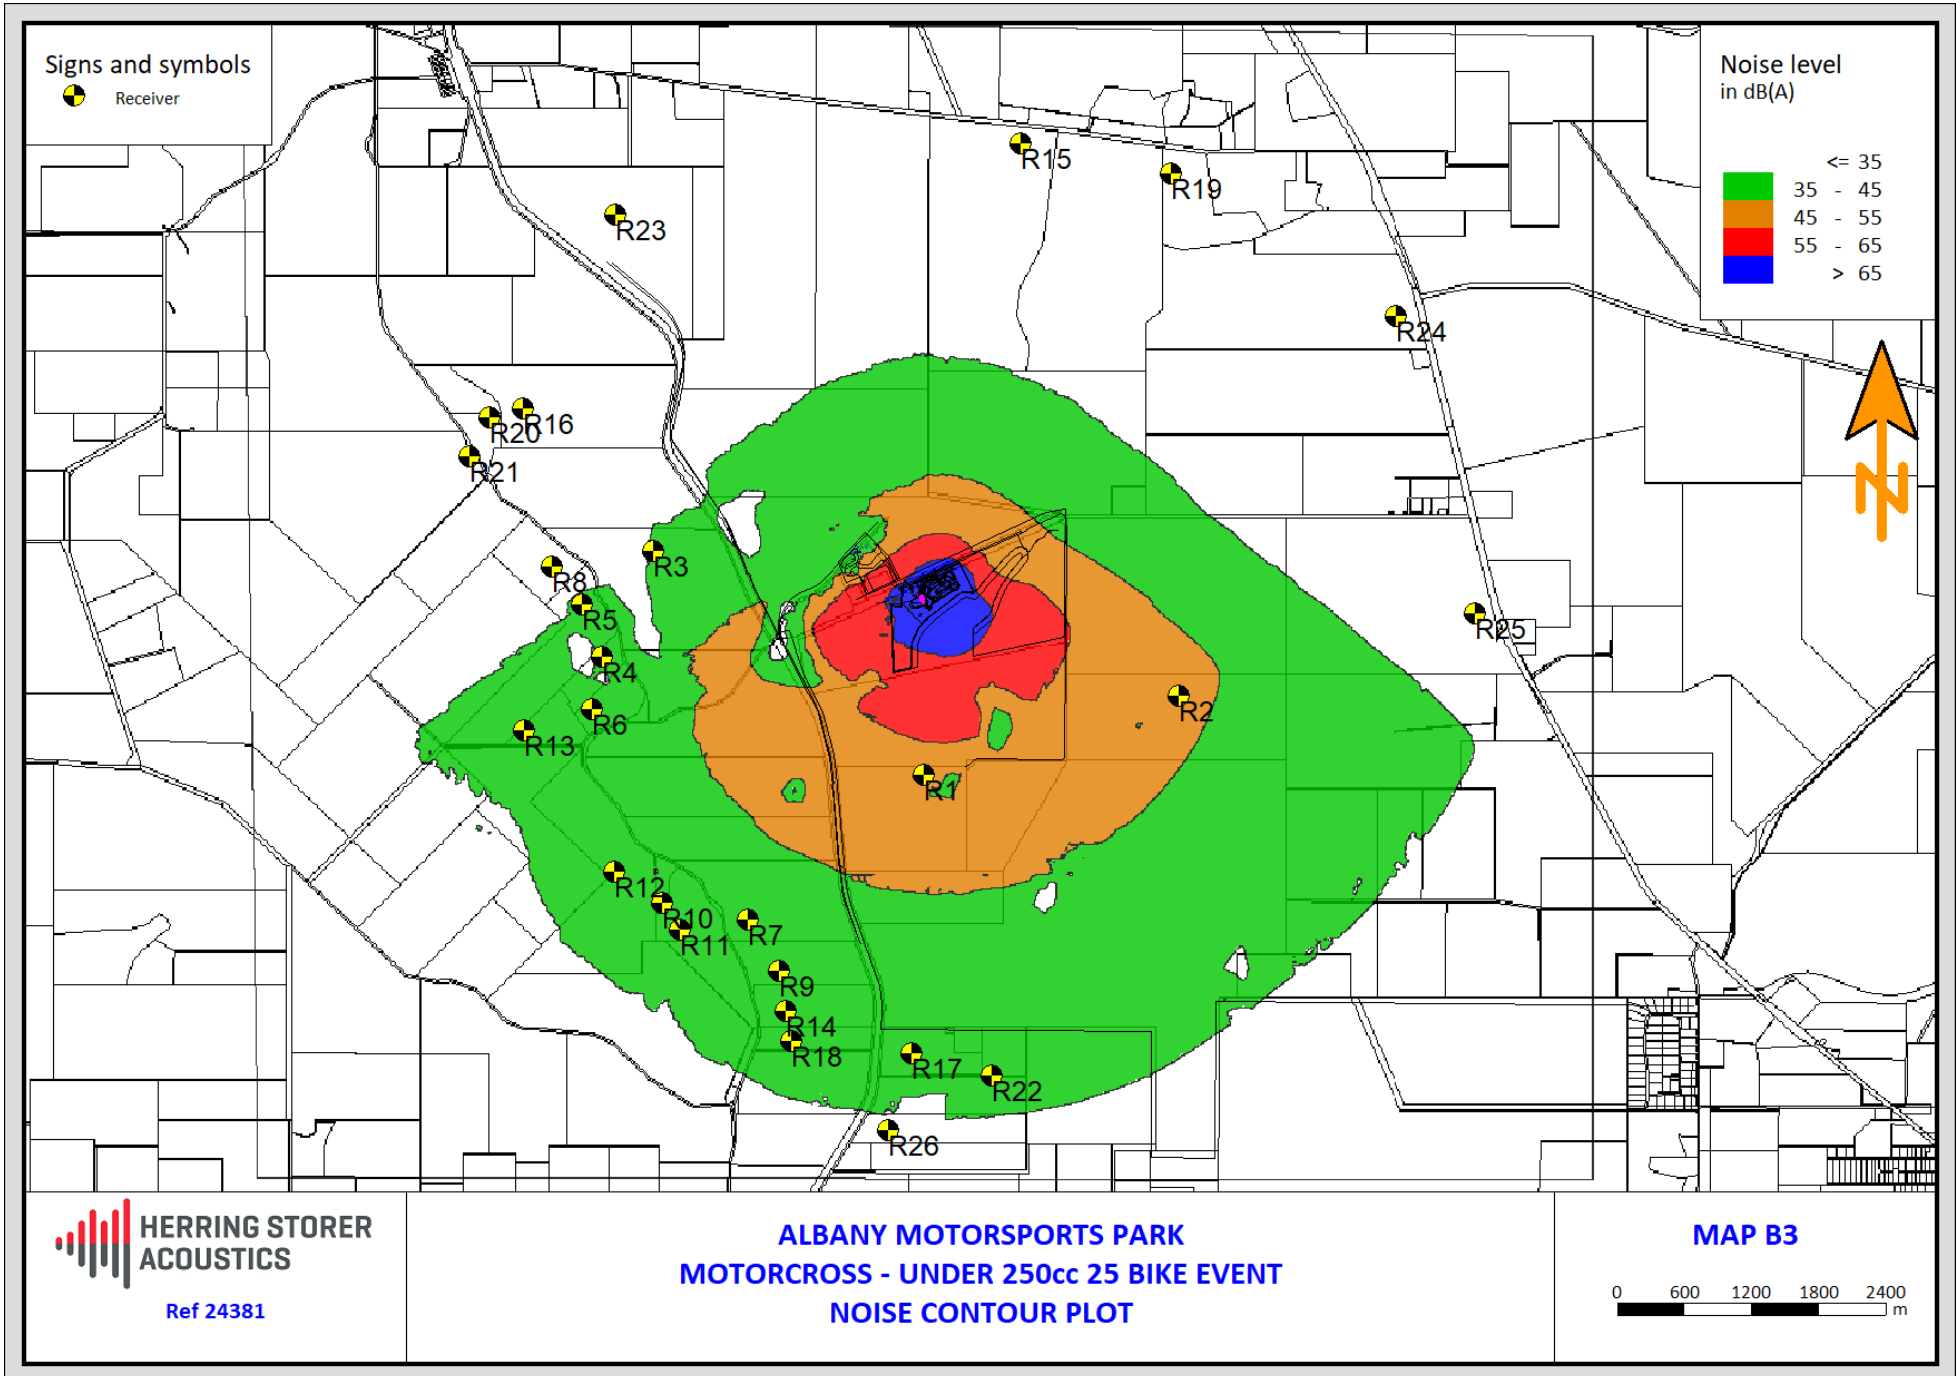 Signs and symbols
Receiver
Noise level
in dB(A)
<= 35
35 - 45
45 - 55
55 - 65
> 65
R15
R19
R23
R24
R16
R20
R21
R3
R8
R5
R25
R4
R2
R6
R13
R1
R12
R10
R7
R11
R9
R14
R18
R17
R22
R26
N
HERRING STORER
ACOUSTICS
Ref 24381
ALBANY MOTORSPORTS PARK
MOTORCROSS - UNDER 250cc 25 BIKE EVENT
NOISE CONTOUR PLOT
MAP B3
0 600 1200 1800 2400
m